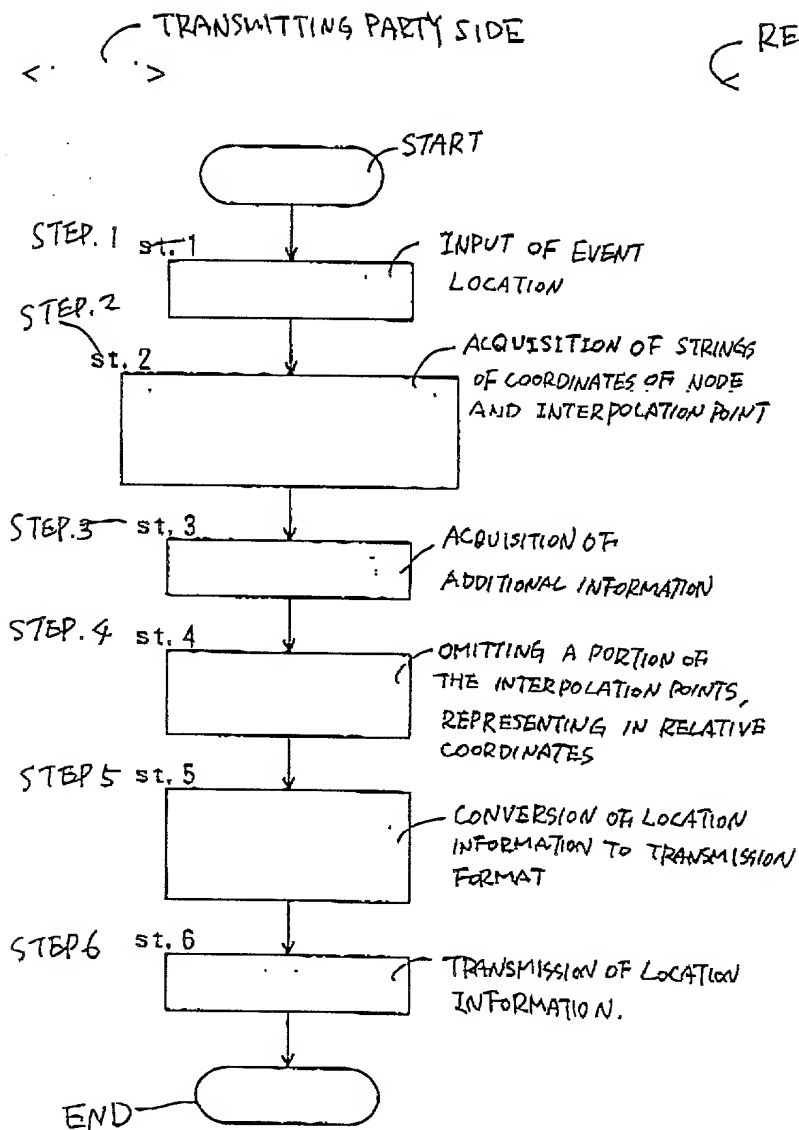 TRANSMITTING PARTY SIDE
< >
RE
<
START
STEP.1 st.1
INPUT OF EVENT
LOCATION
STEP.2
st.2
ACQUISITION OF STRINGS
OF COORDINATES OF NODE
AND INTERPOLATION POINT
STEP.3 st.3
ACQUISITION OF
ADDITIONAL INFORMATION
STEP.4 st.4
OMITTING A PORTION OF
THE INTERPOLATION POINTS,
REPRESENTING IN RELATIVE
COORDINATES
STEP 5 st.5
CONVERSION OF LOCATION
INFORMATION TO TRANSMISSION
FORMAT
STEP 6 st.6
TRANSMISSION OF LOCATION
INFORMATION.
END